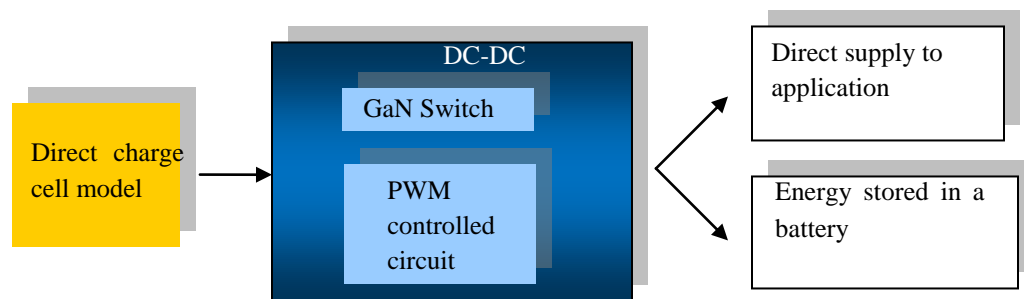 Direct charge
cell model
DC-DC
GaN Switch
PWM
controlled
circuit
Direct supply to
application
Energy stored in a
battery